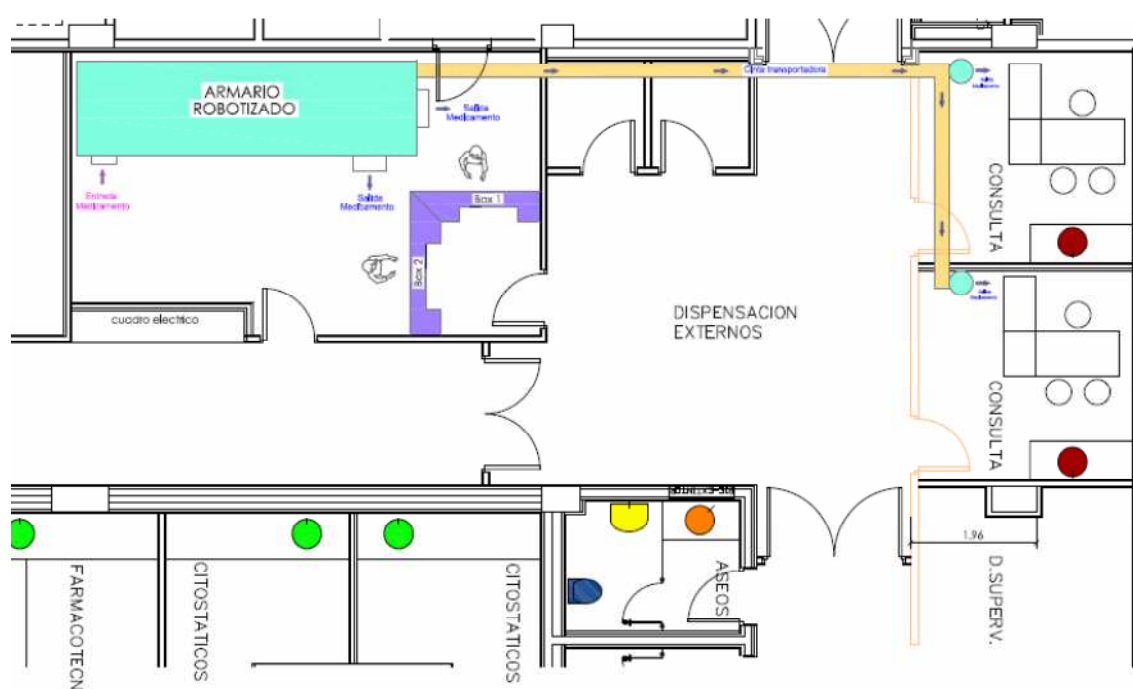 ARMARIO
ROBOTIZADO
Cinta transportadora
Salida
Medicamento
Entrada
Medicamento
Salida
Medicamento
Box 1
Box 2
CONSULTA
DISPENSACION
EXTERNOS
cuadro electrico
CONSULTA
1.96
FARMACOTECN
CITOSTATICOS
CITOSTATICOS
ASEOS
D.SUPERV.